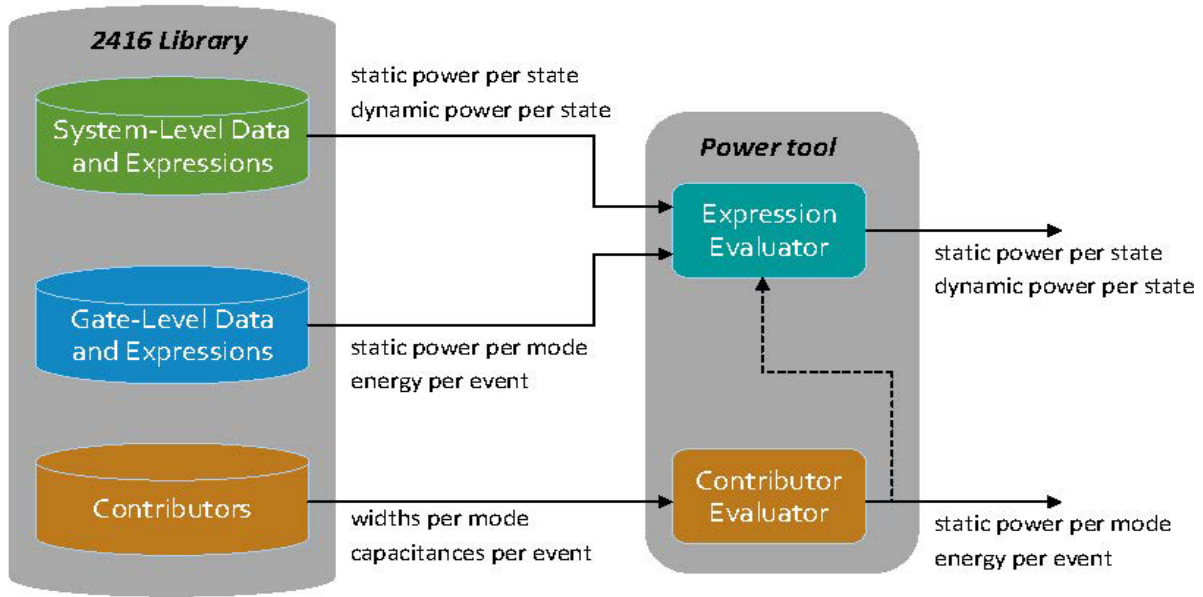 2416 Library
System-Level Data
and Expressions
static power per state
dynamic power per state
Gate-Level Data
and Expressions
static power per mode
energy per event
Contributors
widths per mode
capacitances per event
Power tool
Expression
Evaluator
static power per state
dynamic power per state
Contributor
Evaluator
static power per mode
energy per event